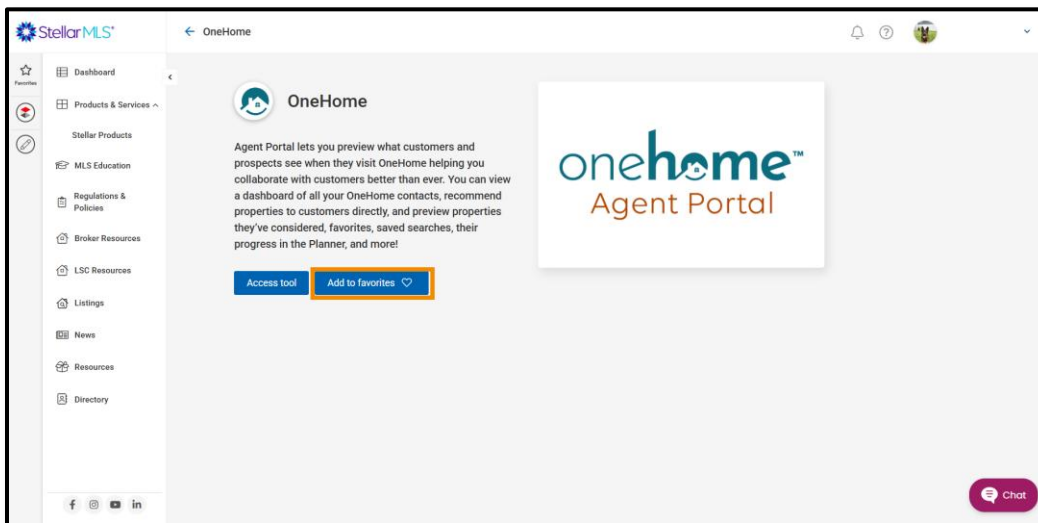 StellarMLS
OneHome
Favorites
Dashboard
Products & Services
Stellar Products
MLS Education
Regulations &
Policies
Broker Resources
LSC Resources
Listings
News
Resources
Directory
OneHome
Agent Portal lets you preview what customers and
prospects see when they visit OneHome helping you
collaborate with customers better than ever. You can view
a dashboard of all your OneHome contacts, recommend
properties to customers directly, and preview properties
they've considered, favorites, saved searches, their
progress in the Planner, and more!
Access tool
Add to favorites
onehome™
Agent Portal
Chat